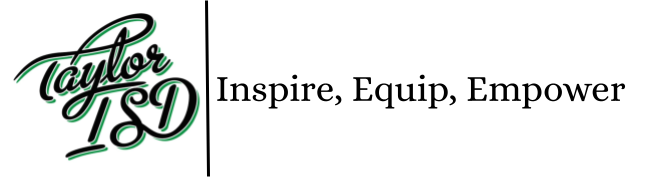 Taylor
ISD
Inspire, Equip, Empower